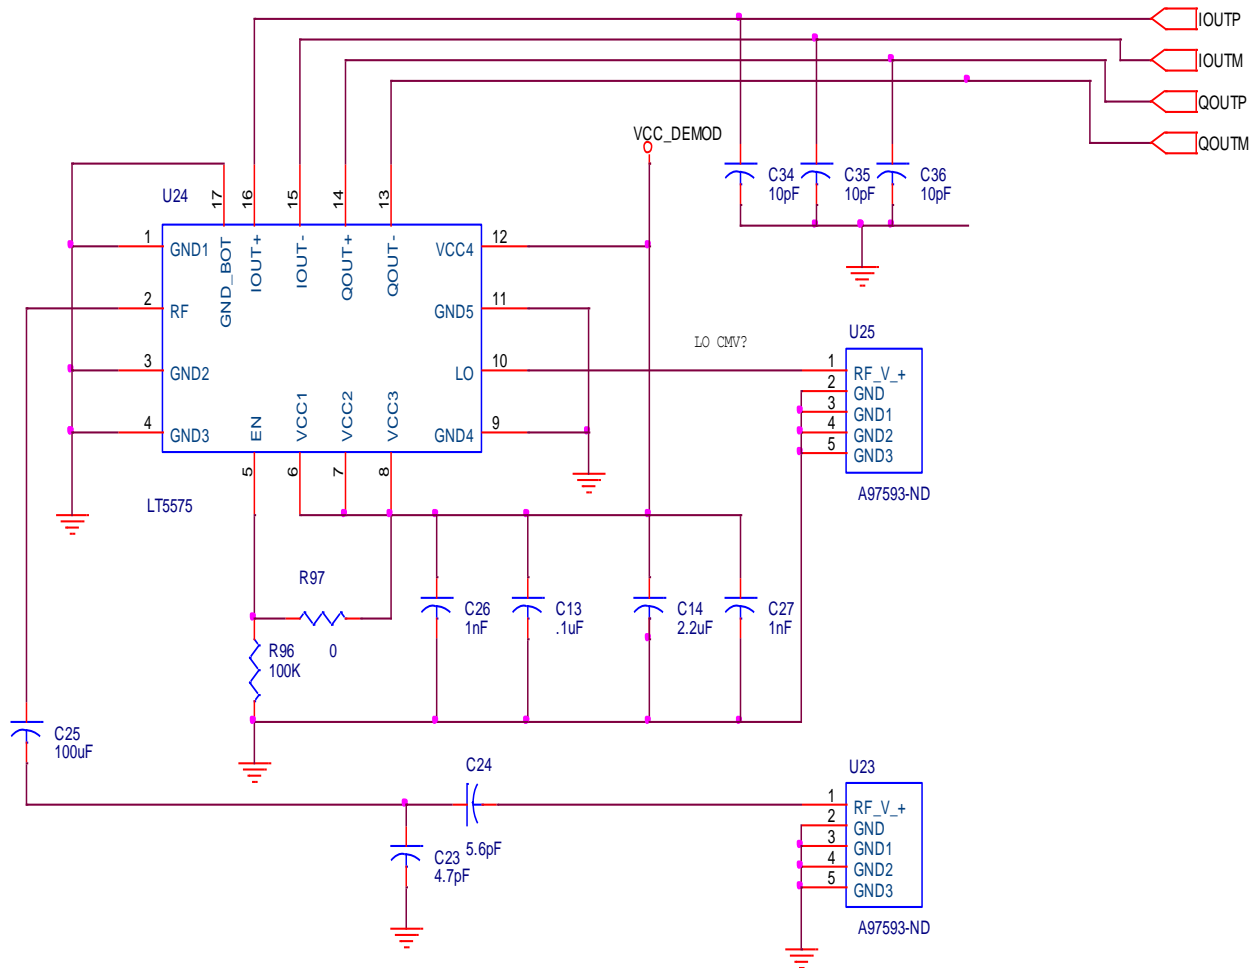 IOUTP
IOUTM
QOUTP
QOUTM
VCC_DEMOD
C34
10pF
C35
10pF
C36
10pF
U24
17
16
15
14
13
GND_BOT
IOUT+
IOUT-
QOUT+
QOUT-
1
GND1
2
RF
3
GND2
4
GND3
12
VCC4
11
GND5
10
LO
9
GND4
EN
VCC1
VCC2
VCC3
5
6
7
8
LT5575
LO CMV?
U25
1
RF_V_+
2
GND
3
GND1
4
GND2
5
GND3
A97593-ND
R97
0
R96
100K
C26
1nF
C13
.1uF
C14
2.2uF
C27
1nF
C25
100uF
C24
5.6pF
C23
4.7pF
U23
1
RF_V_+
2
GND
3
GND1
4
GND2
5
GND3
A97593-ND